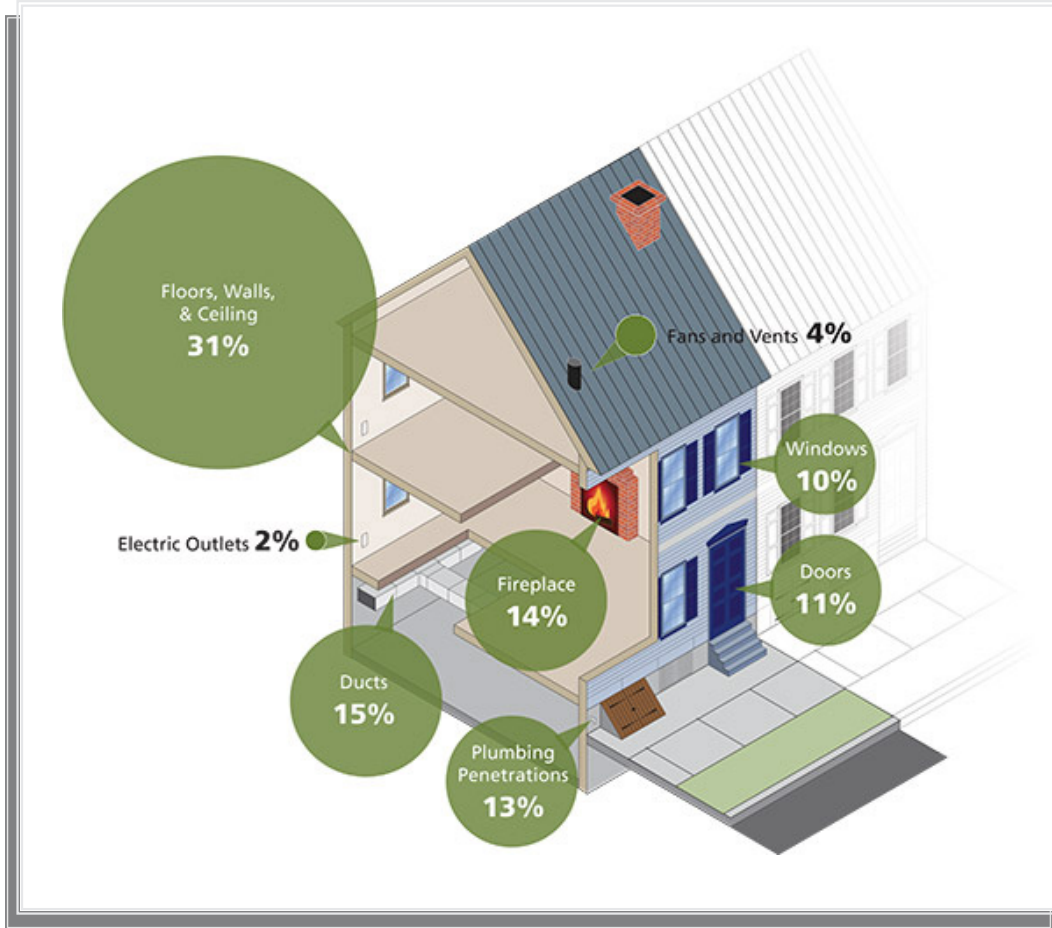 Floors, Walls,
& Ceiling
31%
Fans and Vents 4%
Windows
10%
Electric Outlets 2%
Doors
11%
Fireplace
14%
Ducts
15%
Plumbing
Penetrations
13%